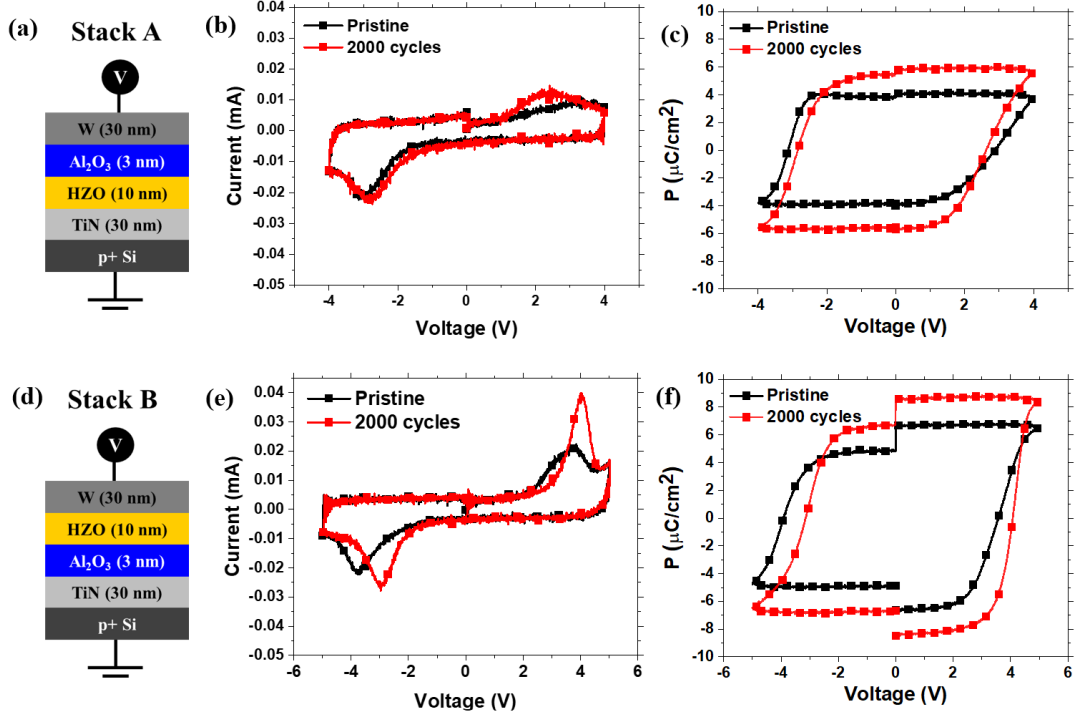 (a)
Stack A
V
W (30 nm)
Al₂O₃ (3 nm)
HZO (10 nm)
TiN (30 nm)
p+ Si
(b)
Pristine
2000 cycles
0.04
0.03
0.02
0.01
0.00
-0.01
-0.02
-0.03
-0.04
-0.05
Current (mA)
-4
-2
0
2
4
6
Voltage (V)
(c)
Pristine
2000 cycles
10
8
6
4
2
0
-2
-4
-6
-8
-10
P (μC/cm2)
-6
-4
-2
0
2
4
6
Voltage (V)
(d)
Stack B
V
W (30 nm)
HZO (10 nm)
Al₂O₃ (3 nm)
TiN (30 nm)
p+ Si
(e)
Pristine
2000 cycles
0.04
0.03
0.02
0.01
0.00
-0.01
-0.02
-0.03
-0.04
-0.05
Current (mA)
-6
-4
-2
0
2
4
6
Voltage (V)
(f)
Pristine
2000 cycles
10
8
6
4
2
0
-2
-4
-6
-8
-10
P (μC/cm2)
-6
-4
-2
0
2
4
6
Voltage (V)